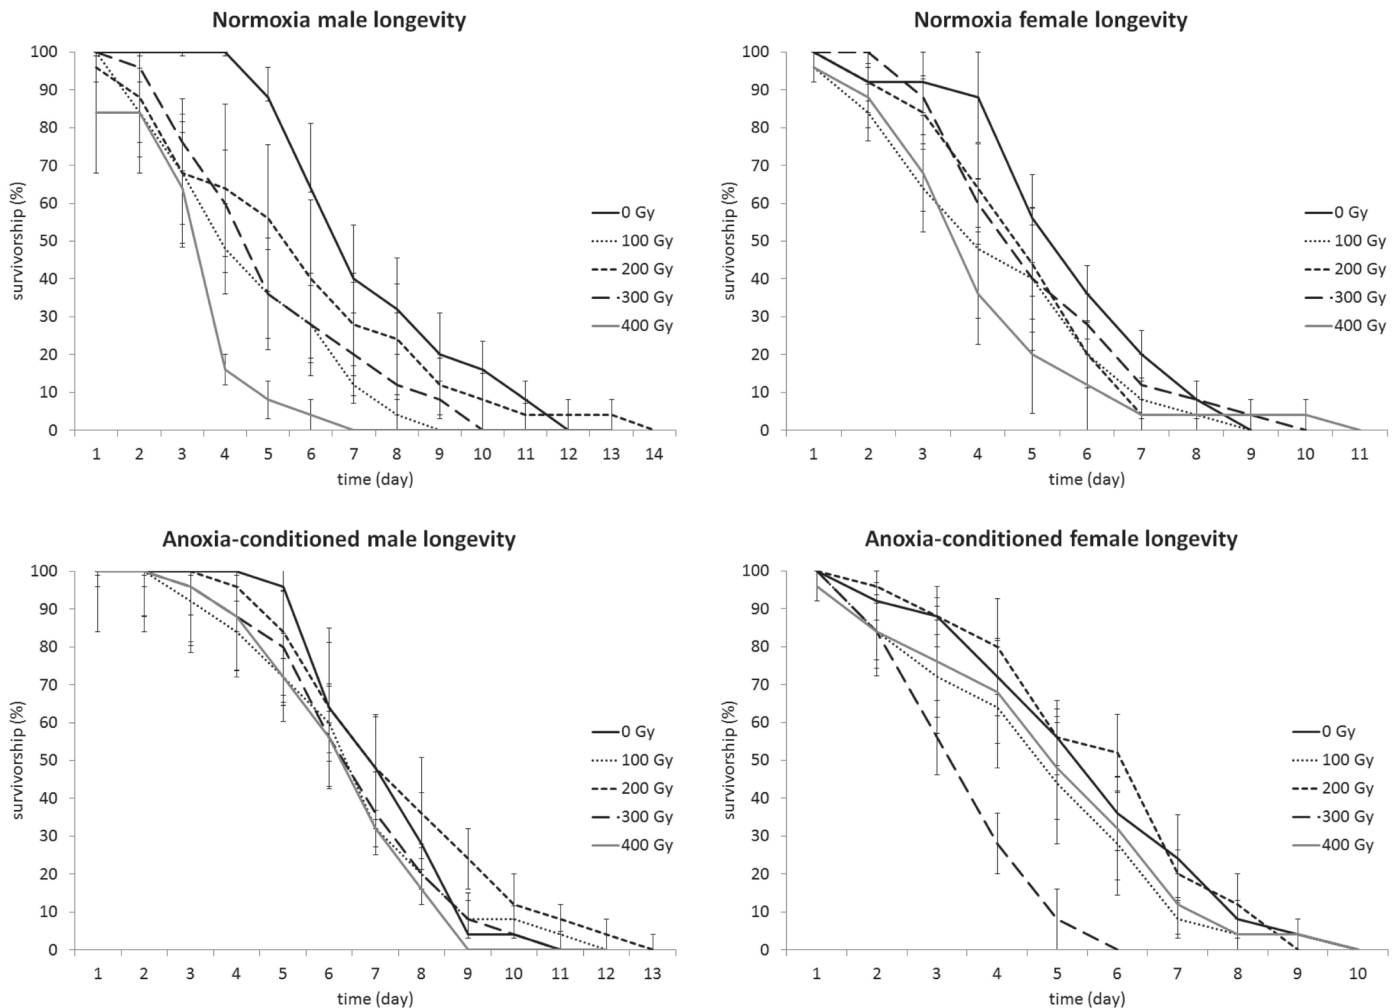 Normoxia male longevity
100
90
80
70
60
50
40
30
20
10
0
survivorship (%)
1 2 3 4 5 6 7 8 9 10 11 12 13 14
time (day)
0 Gy
100 Gy
200 Gy
300 Gy
400 Gy
Normoxia female longevity
100
90
80
70
60
50
40
30
20
10
0
survivorship (%)
1 2 3 4 5 6 7 8 9 10 11
time (day)
0 Gy
100 Gy
200 Gy
300 Gy
400 Gy
Anoxia-conditioned male longevity
100
90
80
70
60
50
40
30
20
10
0
survivorship (%)
1 2 3 4 5 6 7 8 9 10 11 12 13
time (day)
0 Gy
100 Gy
200 Gy
300 Gy
400 Gy
Anoxia-conditioned female longevity
100
90
80
70
60
50
40
30
20
10
0
survivorship (%)
1 2 3 4 5 6 7 8 9 10
time (day)
0 Gy
100 Gy
200 Gy
300 Gy
400 Gy